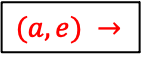 (a, e) →